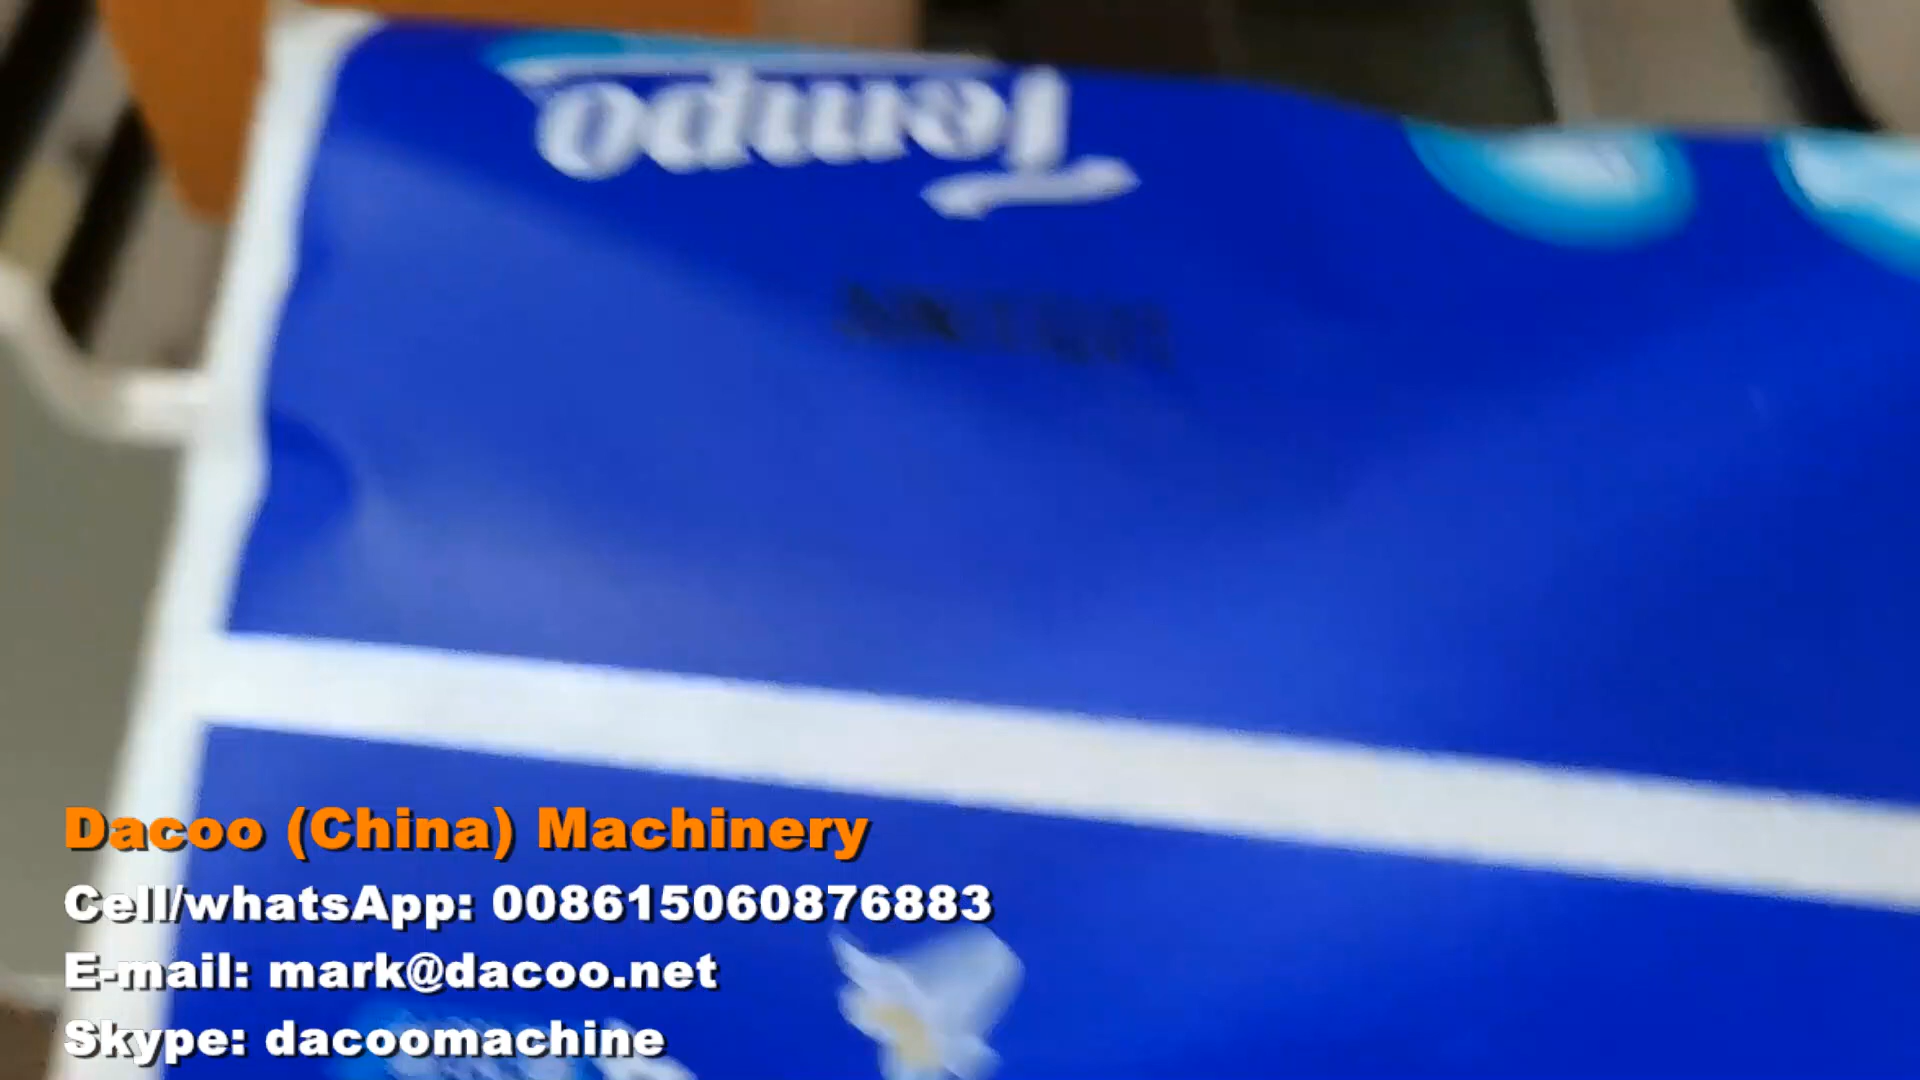 Tempo
Dacoo (China) Machinery
Cell/whatsApp: 008615060876883
E-mail: mark@dacoo.net
Skype: dacoomachine